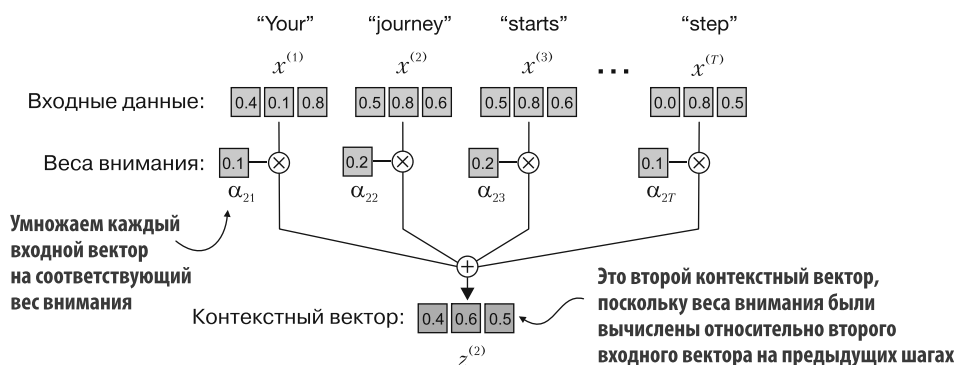 “Your” “journey” “starts” “step”
x⁽¹⁾ x⁽²⁾ x⁽³⁾ ... x⁽ᵀ⁾
Входные данные: 0.4 0.1 0.8 0.5 0.8 0.6 0.5 0.8 0.6 0.0 0.8 0.5
Веса внимания: 0.1 0.2 0.2 0.1
α₂₁ α₂₂ α₂₃ α₂T
Умножаем каждый
входной вектор
на соответствующий
вес внимания
Контекстный вектор: 0.4 0.6 0.5
z⁽²⁾
Это второй контекстный вектор,
поскольку веса внимания были
вычислены относительно второго
входного вектора на предыдущих шагах